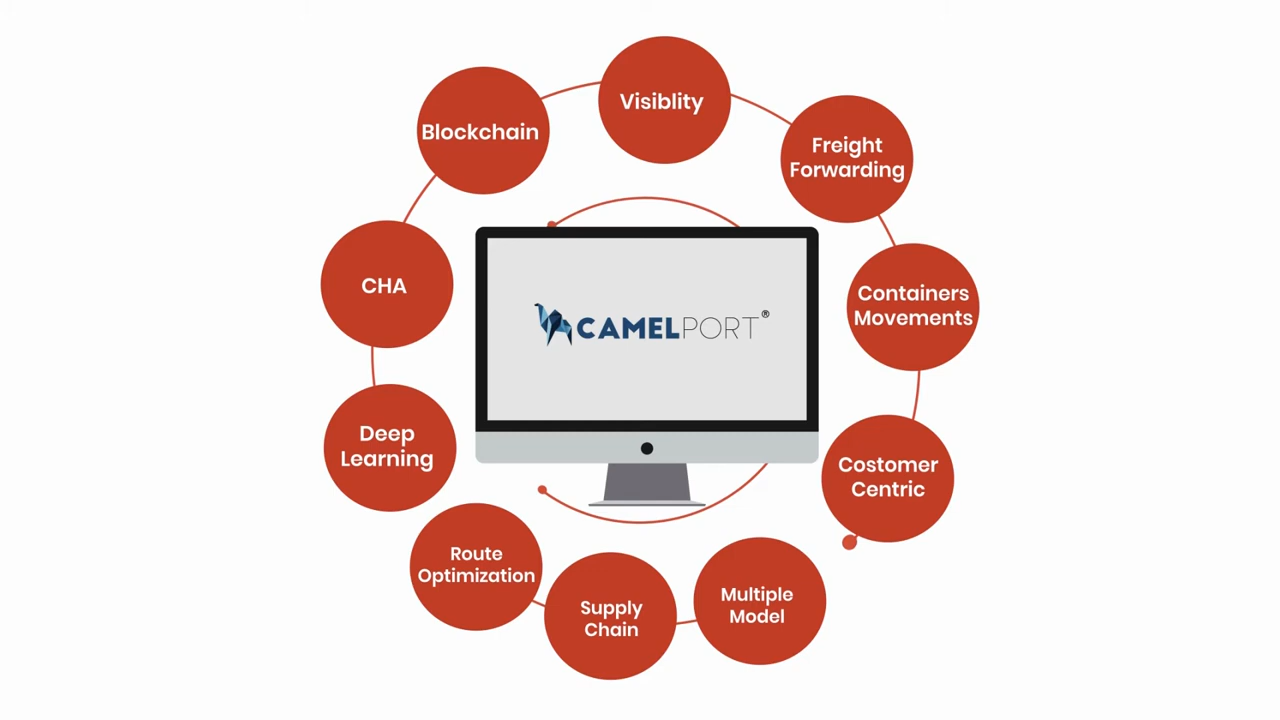 Visiblity
Blockchain
Freight
Forwarding
CHA
Containers
Movements
CAMELPORT®
Deep
Learning
Costomer
Centric
Route
Optimization
Supply
Chain
Multiple
Model